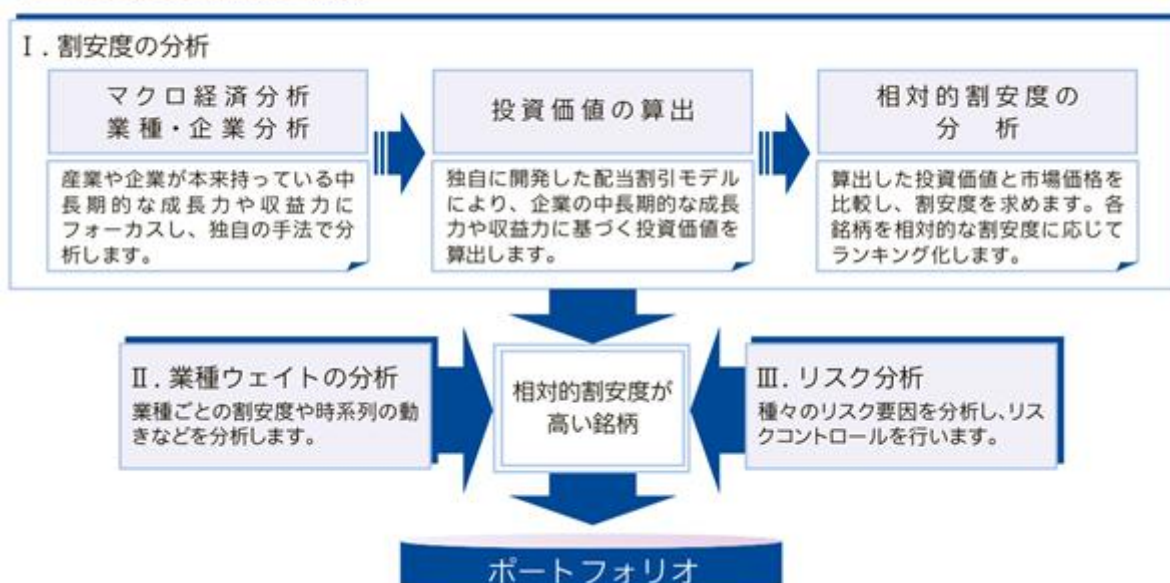 Ⅰ. 割安度の分析
マクロ経済分析
業種・企業分析
投資価値の算出
相対的割安度の
分 析
産業や企業が本来持っている中
長期的な成長力や収益力に
フォーカスし、独自の手法で分
析します。
独自に開発した配当割引モデル
により、企業の中長期的な成長
力や収益力に基づく投資価値を
算出します。
算出した投資価値と市場価格を
比較し、割安度を求めます。各
銘柄を相対的な割安度に応じて
ランキング化します。
Ⅱ. 業種ウェイトの分析
業種ごとの割安度や時系列の動
きなどを分析します。
相対的割安度が
高い銘柄
Ⅲ. リスク分析
種々のリスク要因を分析し、リス
クコントロールを行います。
ポートフォリオ